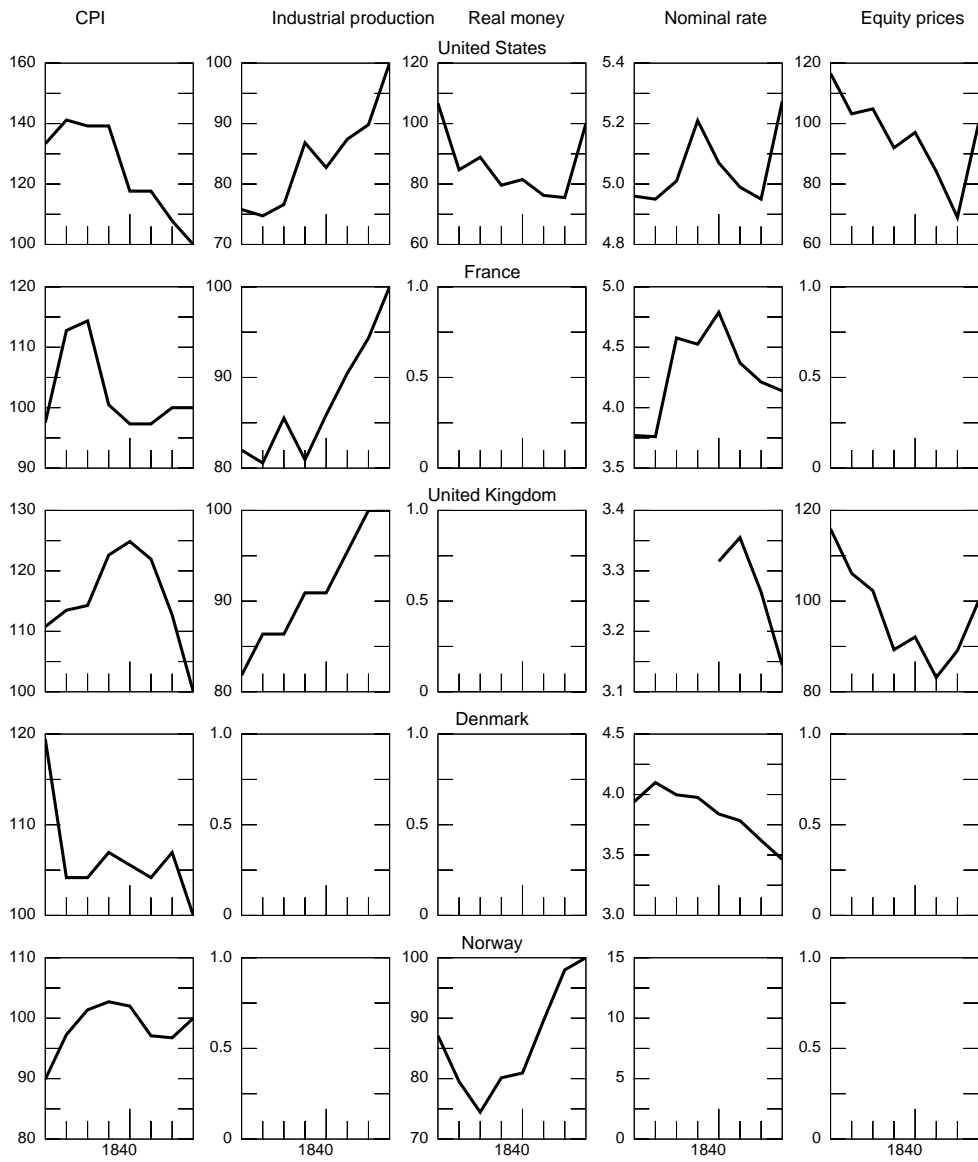 CPI Industrial production Real money Nominal rate Equity prices
United States
160 100 120 5.4 120
140 90 100 5.2 100
120 80 80 5.0 80
100 70 60 4.8 60
France
120 100 1.0 5.0 1.0
110 90 0.5 4.5 0.5
100 4.0
90 80 0 3.5 0
United Kingdom
130 100 1.0 3.4 120
120 90 0.5 3.3 100
110 3.2
100 80 0 3.1 80
Denmark
120 1.0 1.0 4.5 1.0
110 0.5 0.5 4.0 0.5
3.5
100 0 0 3.0 0
Norway
110 1.0 100 15 1.0
100 0.5 90 10 0.5
90 80 5
80 0 70 0 0
1840 1840 1840 1840 1840